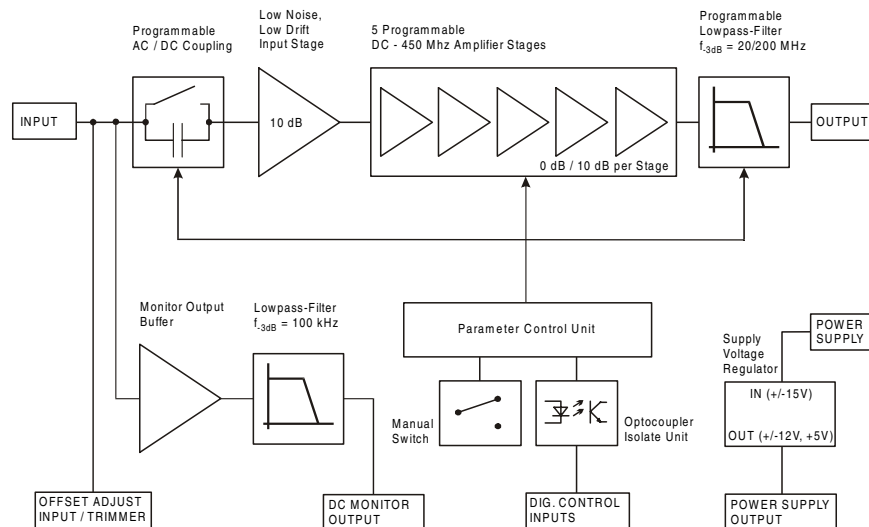 Programmable
AC / DC Coupling
Low Noise,
Low Drift
Input Stage
5 Programmable
DC - 450 Mhz Amplifier Stages
Programmable
Lowpass-Filter
f-3dB = 20/200 MHz
INPUT
10 dB
0 dB / 10 dB per Stage
OUTPUT
Monitor Output
Buffer
Lowpass-Filter
f-3dB = 100 kHz
Parameter Control Unit
Supply
Voltage
Regulator
POWER
SUPPLY
IN (+/-15V)
OUT (+/-12V, +5V)
Manual
Switch
Optocoupler
Isolate Unit
OFFSET ADJUST
INPUT / TRIMMER
DC MONITOR
OUTPUT
DIG. CONTROL
INPUTS
POWER SUPPLY
OUTPUT